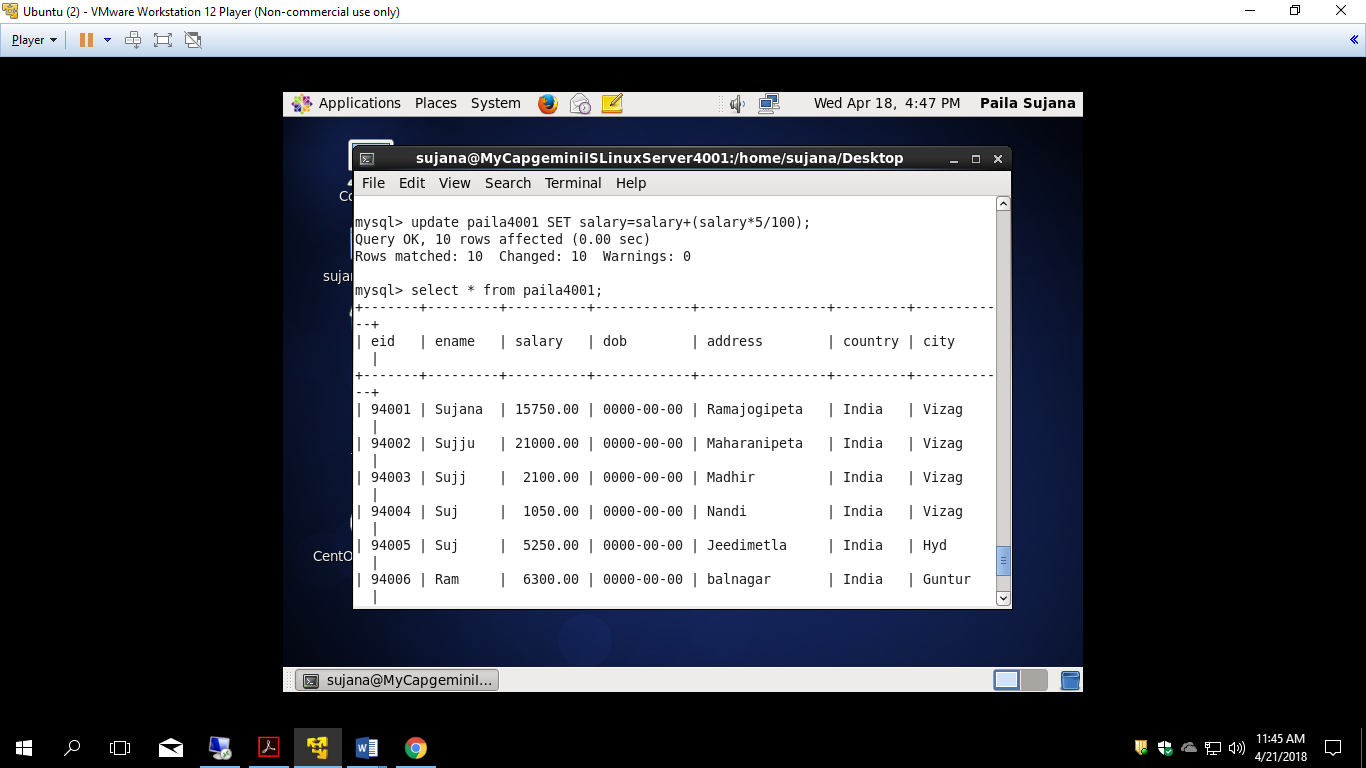 Ubuntu (2) - VMware Workstation 12 Player (Non-commercial use only)
Player
Applications Places System Wed Apr 18, 4:47 PM Paila Sujana
sujana@MyCapgeminiISLinuxServer4001:/home/sujana/Desktop
File Edit View Search Terminal Help
mysql> update paila4001 SET salary=salary+(salary*5/100);
Query OK, 10 rows affected (0.00 sec)
Rows matched: 10  Changed: 10  Warnings: 0
mysql> select * from paila4001;
+-------+---------+----------+------------+----------------+---------+----------
--+
| eid   | ename   | salary   | dob        | address        | country | city
  |
+-------+---------+----------+------------+----------------+---------+----------
--+
| 94001 | Sujana  | 15750.00 | 0000-00-00 | Ramajogipeta   | India   | Vizag
  |
| 94002 | Sujju   | 21000.00 | 0000-00-00 | Maharanipeta   | India   | Vizag
  |
| 94003 | Sujj    |  2100.00 | 0000-00-00 | Madhir         | India   | Vizag
  |
| 94004 | Suj     |  1050.00 | 0000-00-00 | Nandi          | India   | Vizag
  |
| 94005 | Suj     |  5250.00 | 0000-00-00 | Jeedimetla     | India   | Hyd
  |
| 94006 | Ram     |  6300.00 | 0000-00-00 | balnagar       | India   | Guntur
  |
sujana@MyCapgeminiI...
11:45 AM
4/21/2018